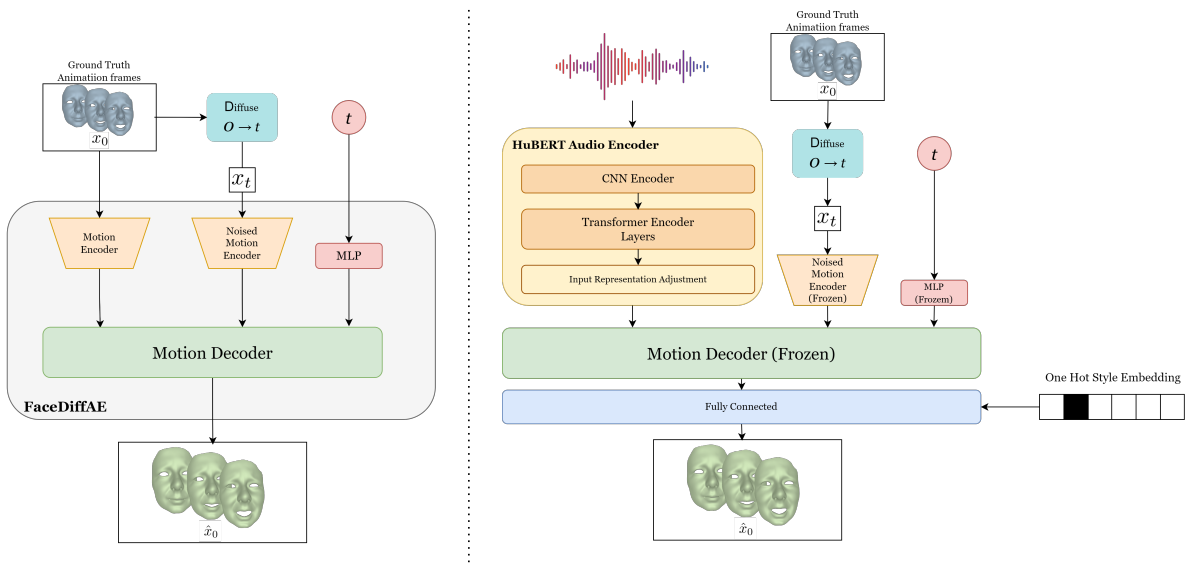 Ground Truth
Animatiion frames
x₀
Diffuse
O → t
t
xₜ
Motion
Encoder
Noised
Motion
Encoder
MLP
Motion Decoder
FaceDiffAE
x̂₀
Ground Truth
Animatiion frames
x₀
HuBERT Audio Encoder
CNN Encoder
Transformer Encoder
Layers
Input Representation Adjustment
Diffuse
O → t
t
xₜ
Noised
Motion
Encoder
(Frozen)
MLP
(Frozem)
Motion Decoder (Frozen)
One Hot Style Embedding
Fully Connected
x̂₀